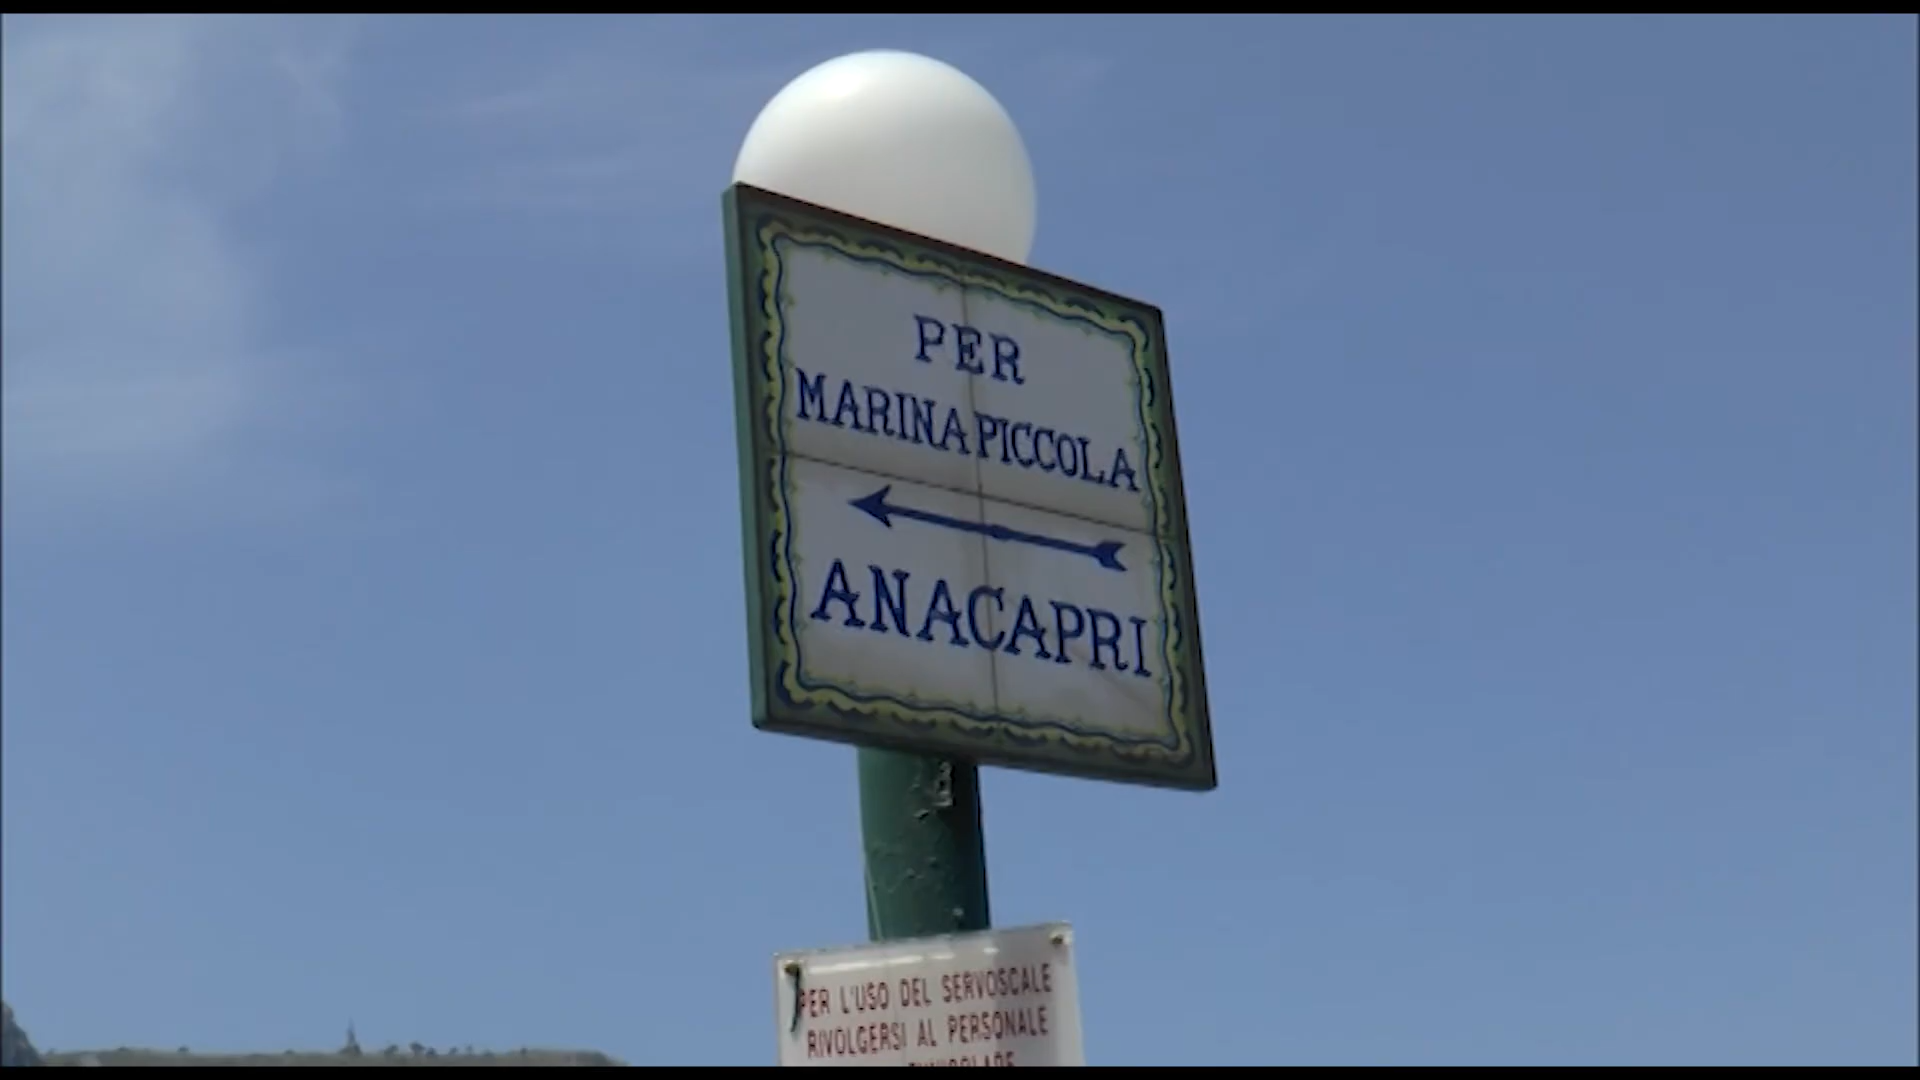 PER
MARINA PICCOLA
ANACAPRI
PER L'USO DEL SERVOSCALE
RIVOLGERSI AL PERSONALE